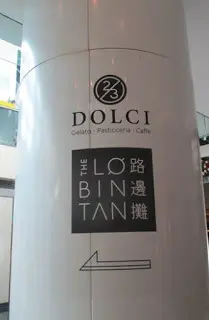 2/3
DOLCI
Gelato · Pasticceria · Caffe
THE LO 路
BIN 邊
TAN 攤